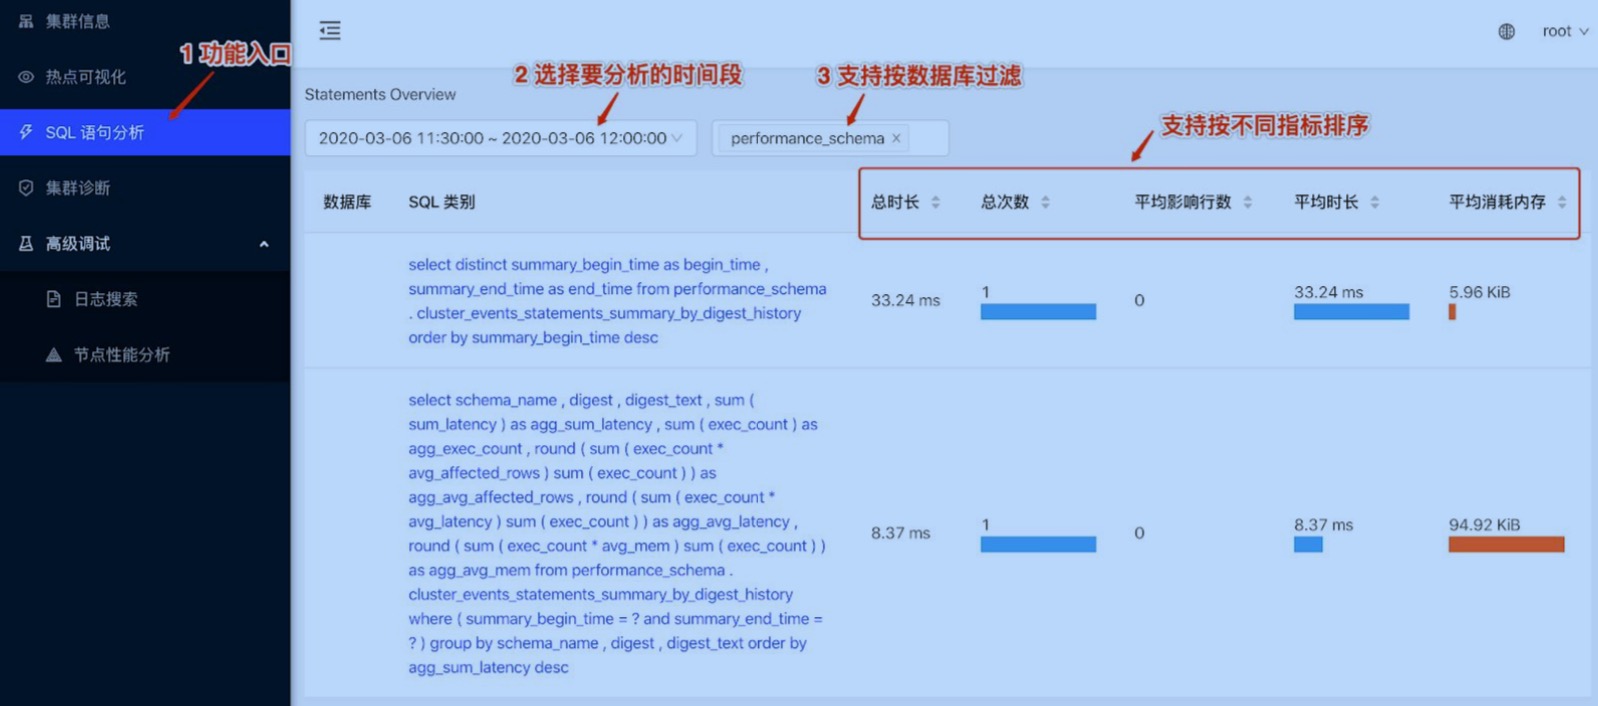 集群信息
热点可视化
SQL 语句分析
集群诊断
高级调试
日志搜索
节点性能分析
1 功能入口
root
2 选择要分析的时间段
3 支持按数据库过滤
Statements Overview
2020-03-06 11:30:00 ~ 2020-03-06 12:00:00
performance_schema ×
支持按不同指标排序
数据库 SQL 类别 总时长 总次数 平均影响行数 平均时长 平均消耗内存
select distinct summary_begin_time as begin_time ,
summary_end_time as end_time from performance_schema
. cluster_events_statements_summary_by_digest_history
order by summary_begin_time desc
33.24 ms 1 0 33.24 ms 5.96 KiB
select schema_name , digest , digest_text , sum (
sum_latency ) as agg_sum_latency , sum ( exec_count ) as
agg_exec_count , round ( sum ( exec_count *
avg_affected_rows ) sum ( exec_count ) ) as
agg_avg_affected_rows , round ( sum ( exec_count *
avg_latency ) sum ( exec_count ) ) as agg_avg_latency ,
round ( sum ( exec_count * avg_mem ) sum ( exec_count ) )
as agg_avg_mem from performance_schema .
cluster_events_statements_summary_by_digest_history
where ( summary_begin_time = ? and summary_end_time =
? ) group by schema_name , digest , digest_text order by
agg_sum_latency desc
8.37 ms 1 0 8.37 ms 94.92 KiB